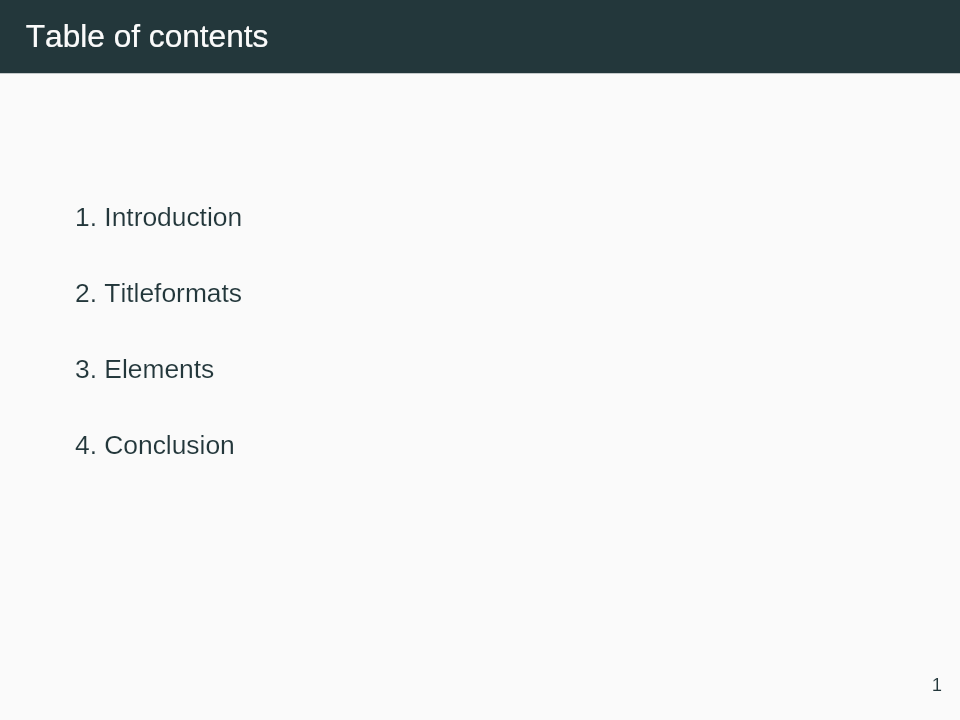 Table of contents
1. Introduction
2. Titleformats
3. Elements
4. Conclusion
1